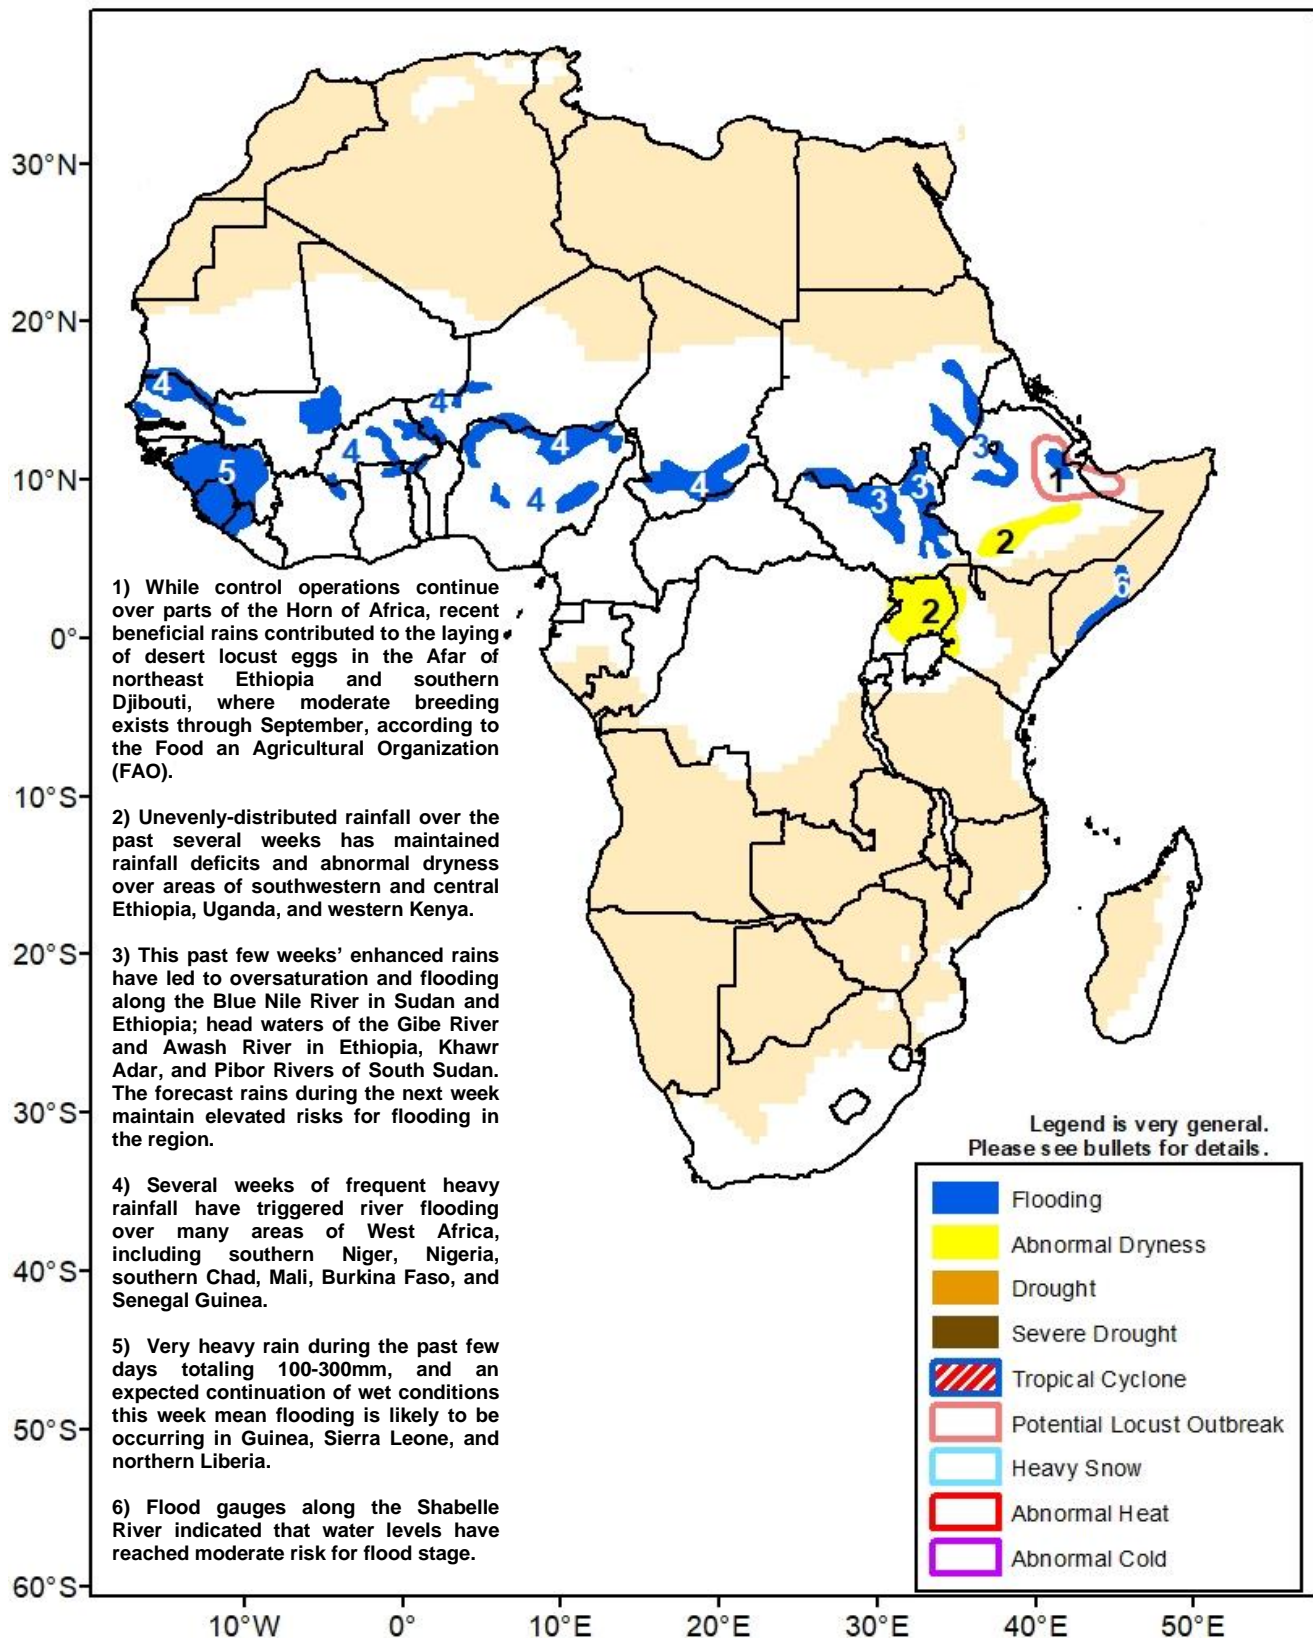 30°N
20°N
10°N
0°
10°S
20°S
30°S
40°S
50°S
60°S
10°W
0°
10°E
20°E
30°E
40°E
50°E
4
4
4
4
4
4
5
3
3
3
1
2
2
6
1) While control operations continue
over parts of the Horn of Africa, recent
beneficial rains contributed to the laying
of desert locust eggs in the Afar of
northeast Ethiopia and southern
Djibouti, where moderate breeding
exists through September, according to
the Food an Agricultural Organization
(FAO).
2) Unevenly-distributed rainfall over the
past several weeks has maintained
rainfall deficits and abnormal dryness
over areas of southwestern and central
Ethiopia, Uganda, and western Kenya.
3) This past few weeks’ enhanced rains
have led to oversaturation and flooding
along the Blue Nile River in Sudan and
Ethiopia; head waters of the Gibe River
and Awash River in Ethiopia, Khawr
Adar, and Pibor Rivers of South Sudan.
The forecast rains during the next week
maintain elevated risks for flooding in
the region.
4) Several weeks of frequent heavy
rainfall have triggered river flooding
over many areas of West Africa,
including southern Niger, Nigeria,
southern Chad, Mali, Burkina Faso, and
Senegal Guinea.
5) Very heavy rain during the past few
days totaling 100-300mm, and an
expected continuation of wet conditions
this week mean flooding is likely to be
occurring in Guinea, Sierra Leone, and
northern Liberia.
6) Flood gauges along the Shabelle
River indicated that water levels have
reached moderate risk for flood stage.
Legend is very general.
Please see bullets for details.
Flooding
Abnormal Dryness
Drought
Severe Drought
Tropical Cyclone
Potential Locust Outbreak
Heavy Snow
Abnormal Heat
Abnormal Cold